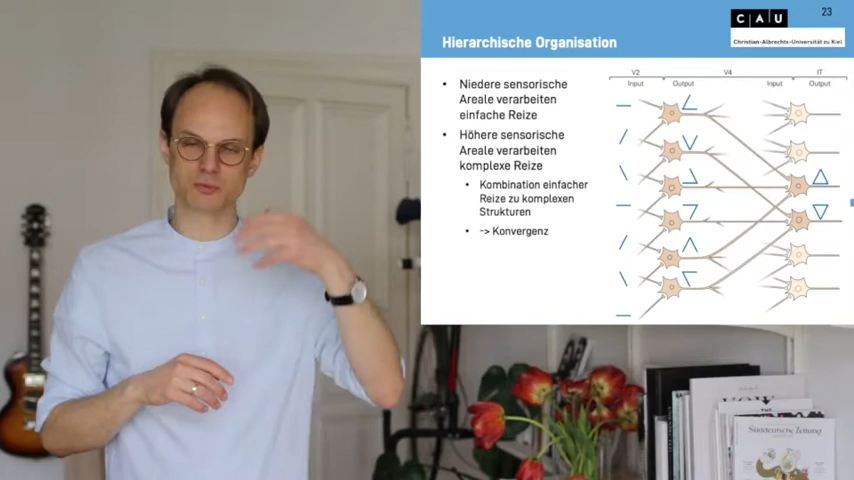 23
CAU
Christian-Albrechts-Universität zu Kiel
Hierarchische Organisation
• Niedere sensorische
Areale verarbeiten
einfache Reize
• Höhere sensorische
Areale verarbeiten
komplexe Reize
• Kombination einfacher
Reize zu komplexen
Strukturen
• -> Konvergenz
V2 V4 IT
Input Output Input Output
Süddeutsche Zeitung